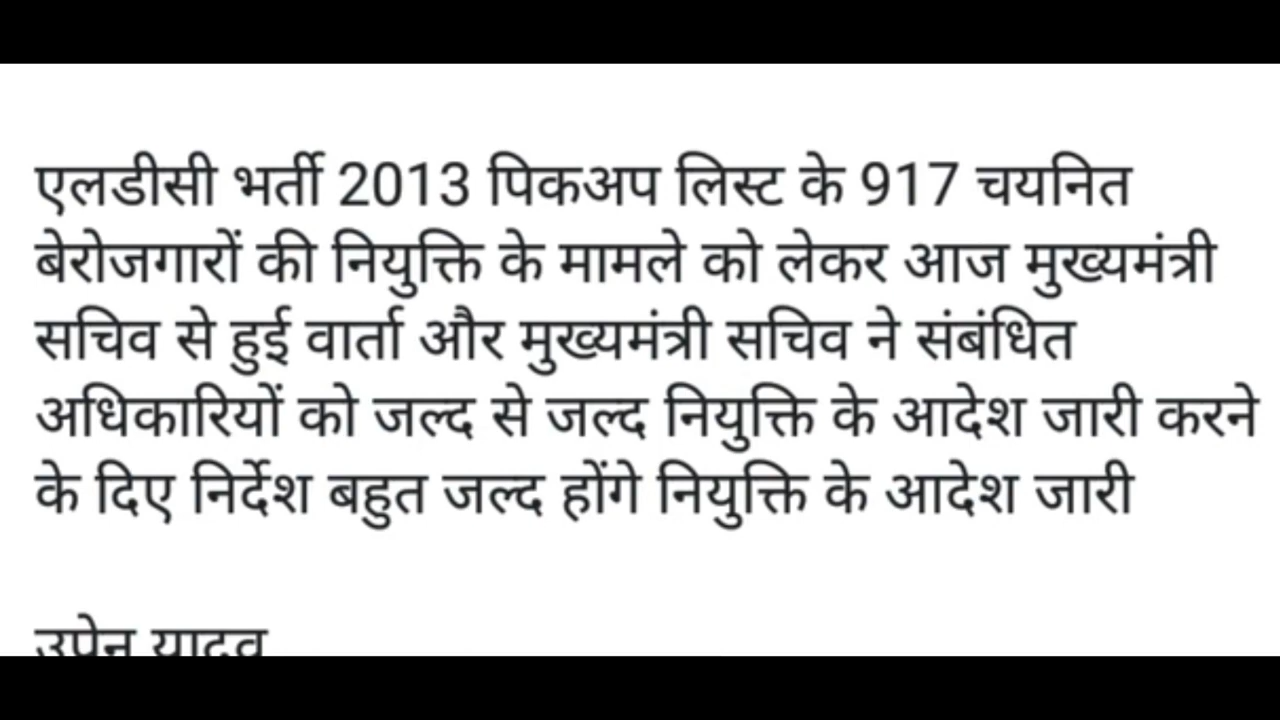 एलडीसी भर्ती 2013 पिकअप लिस्ट के 917 चयनित
बेरोजगारों की नियुक्ति के मामले को लेकर आज मुख्यमंत्री
सचिव से हुई वार्ता और मुख्यमंत्री सचिव ने संबंधित
अधिकारियों को जल्द से जल्द नियुक्ति के आदेश जारी करने
के दिए निर्देश बहुत जल्द होंगे नियुक्ति के आदेश जारी
उपेन यादव